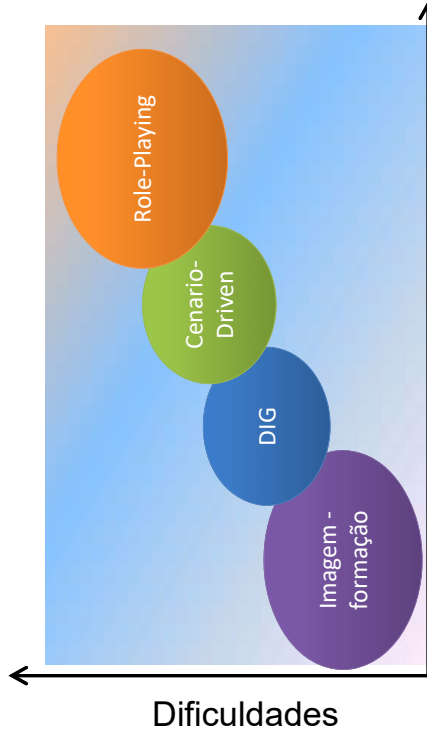 Role-Playing
Cenario-
Driven
DIG
Imagem -
formação
Dificuldades